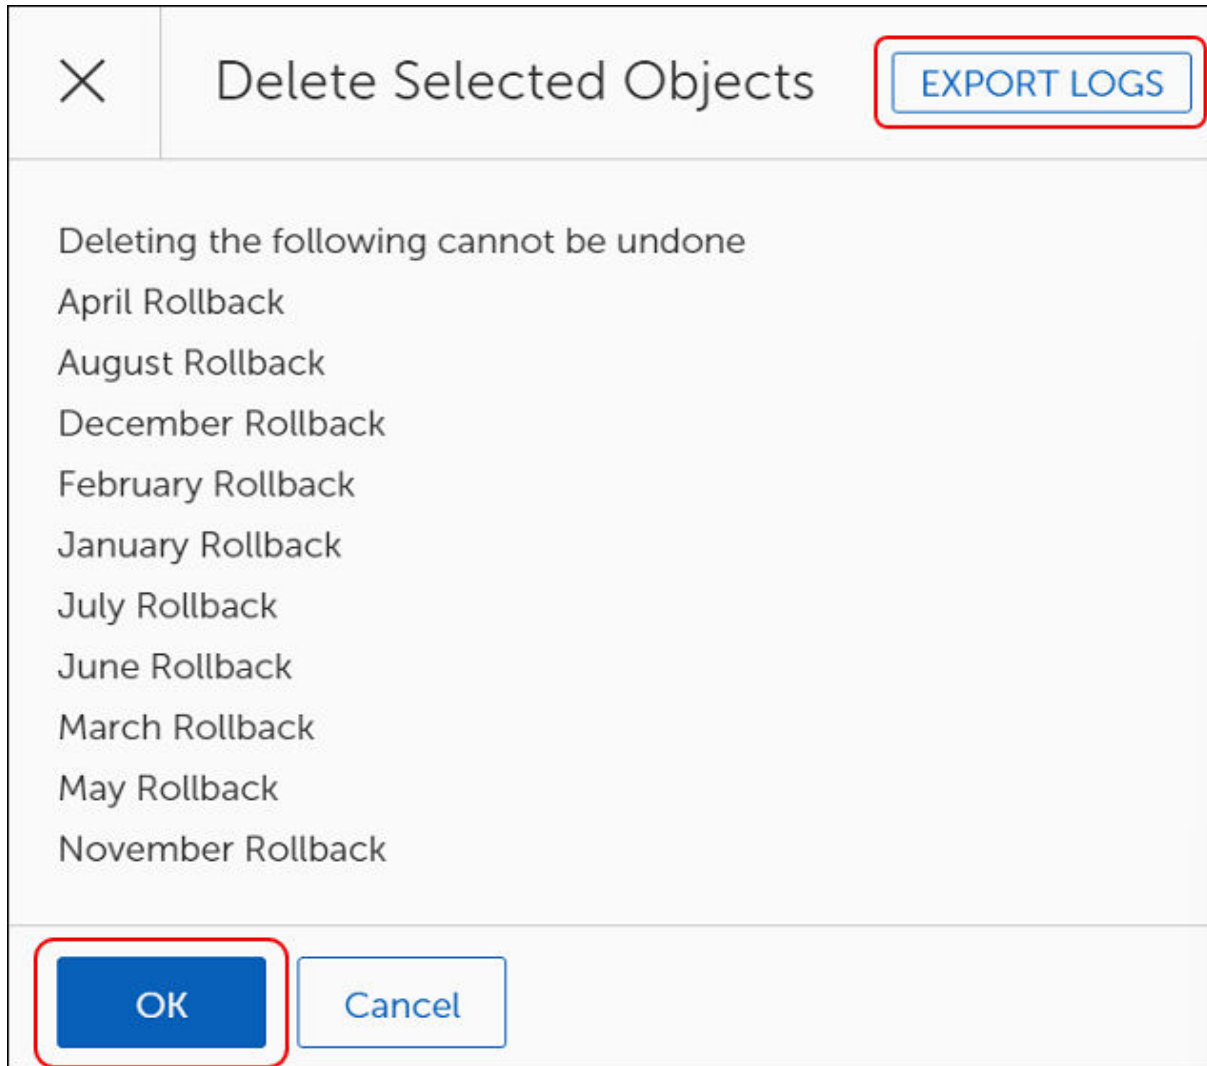 Delete Selected Objects
EXPORT LOGS
Deleting the following cannot be undone
April Rollback
August Rollback
December Rollback
February Rollback
January Rollback
July Rollback
June Rollback
March Rollback
May Rollback
November Rollback
OK
Cancel